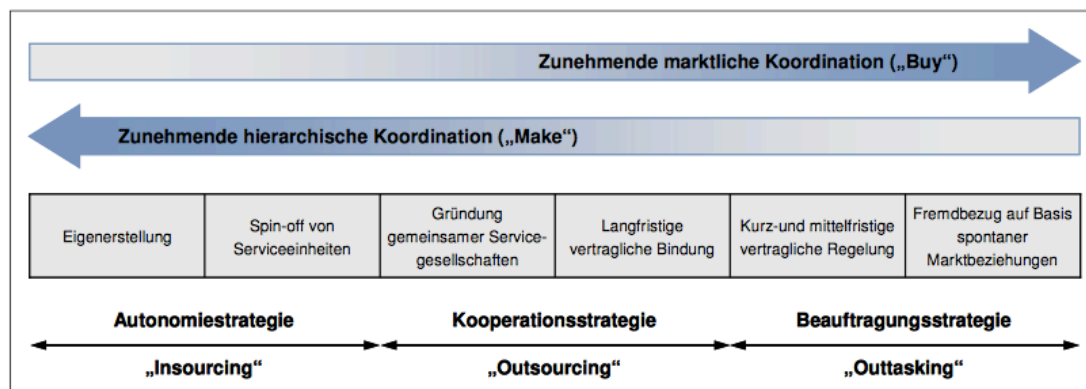 Zunehmende marktliche Koordination („Buy“)
Zunehmende hierarchische Koordination („Make“)
Eigenerstellung
Spin-off von
Serviceeinheiten
Gründung
gemeinsamer Service-
gesellschaften
Langfristige
vertragliche Bindung
Kurz-und mittelfristige
vertragliche Regelung
Fremdbezug auf Basis
spontaner
Marktbeziehungen
Autonomiestrategie
Kooperationsstrategie
Beauftragungsstrategie
„Insourcing“
„Outsourcing“
„Outtasking“